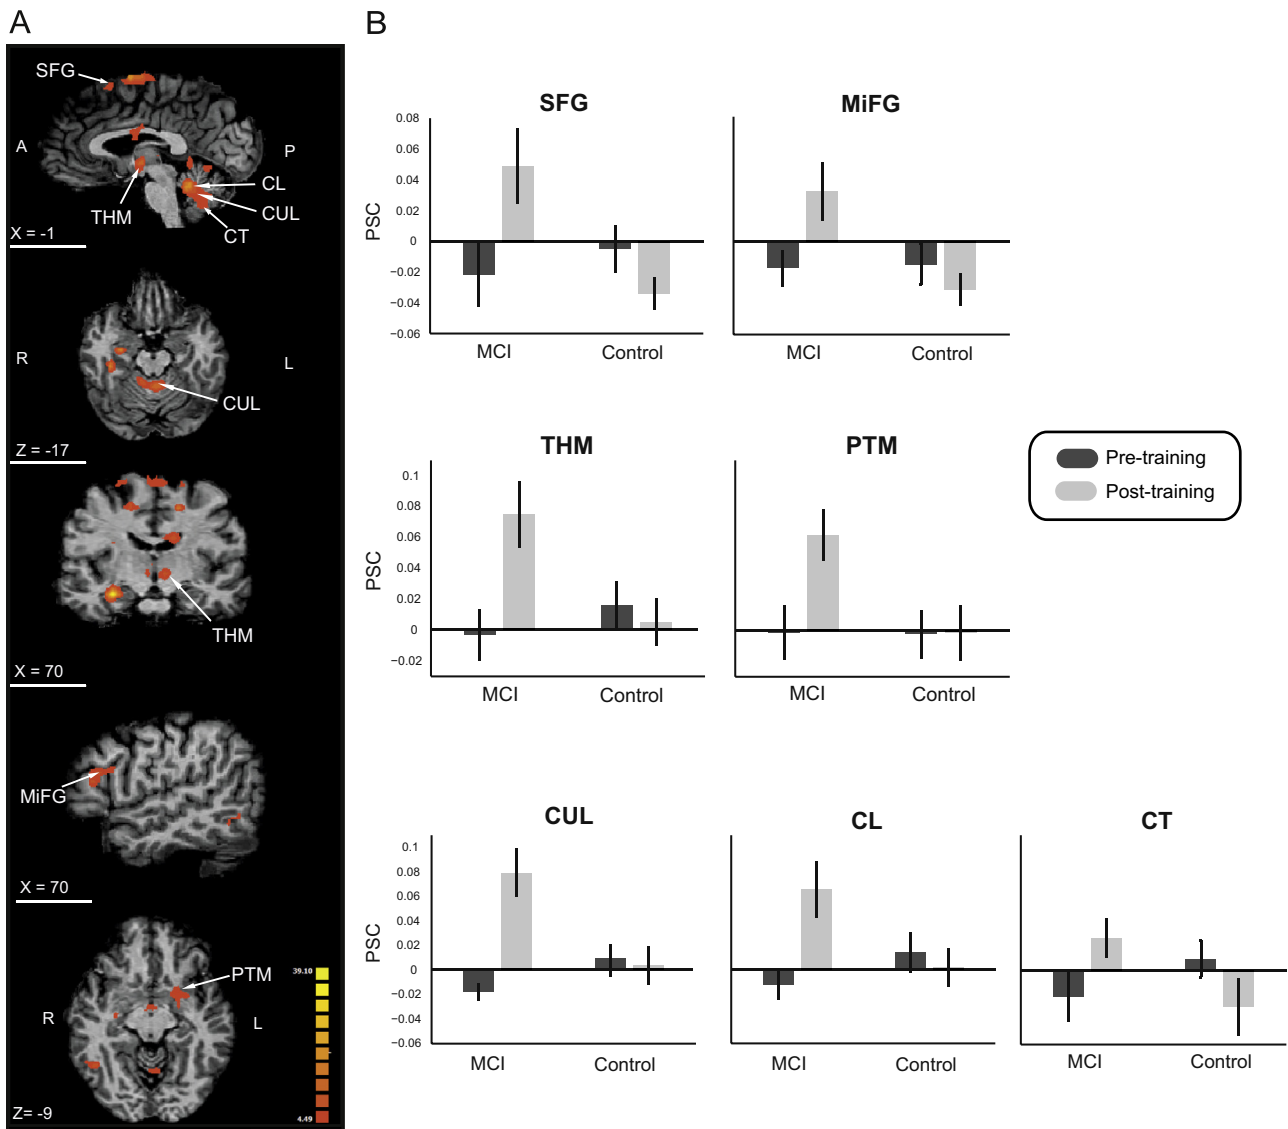 A
SFG
A
P
CL
CUL
THM
CT
X = -1
R
L
CUL
Z = -17
THM
X = 70
MiFG
X = 70
PTM
39.10
R
L
Z= -9
4.49
B
SFG
MiFG
0.08
0.06
0.04
0.02
0
−0.02
−0.04
−0.06
PSC
MCI
Control
MCI
Control
THM
PTM
0.1
0.08
0.06
0.04
0.02
0
−0.02
PSC
MCI
Control
MCI
Control
Pre-training
Post-training
CUL
CL
CT
0.1
0.08
0.06
0.04
0.02
0
−0.02
−0.04
−0.06
PSC
MCI
Control
MCI
Control
MCI
Control